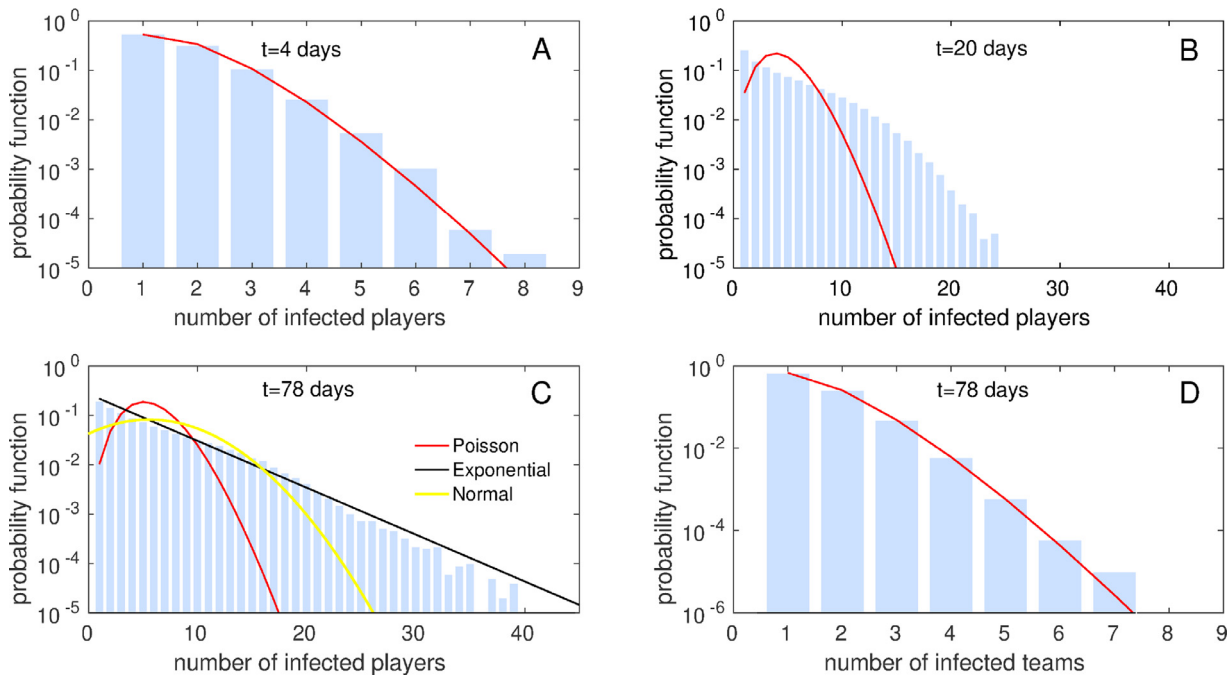 10^0
10^-1
10^-2
10^-3
10^-4
10^-5
probability function
t=4 days
A
0 1 2 3 4 5 6 7 8 9
number of infected players
10^0
10^-1
10^-2
10^-3
10^-4
10^-5
probability function
t=20 days
B
0 10 20 30 40
number of infected players
10^0
10^-1
10^-2
10^-3
10^-4
10^-5
probability function
t=78 days
C
Poisson
Exponential
Normal
0 10 20 30 40
number of infected players
10^0
10^-2
10^-4
10^-6
probability function
t=78 days
D
0 1 2 3 4 5 6 7 8 9
number of infected teams